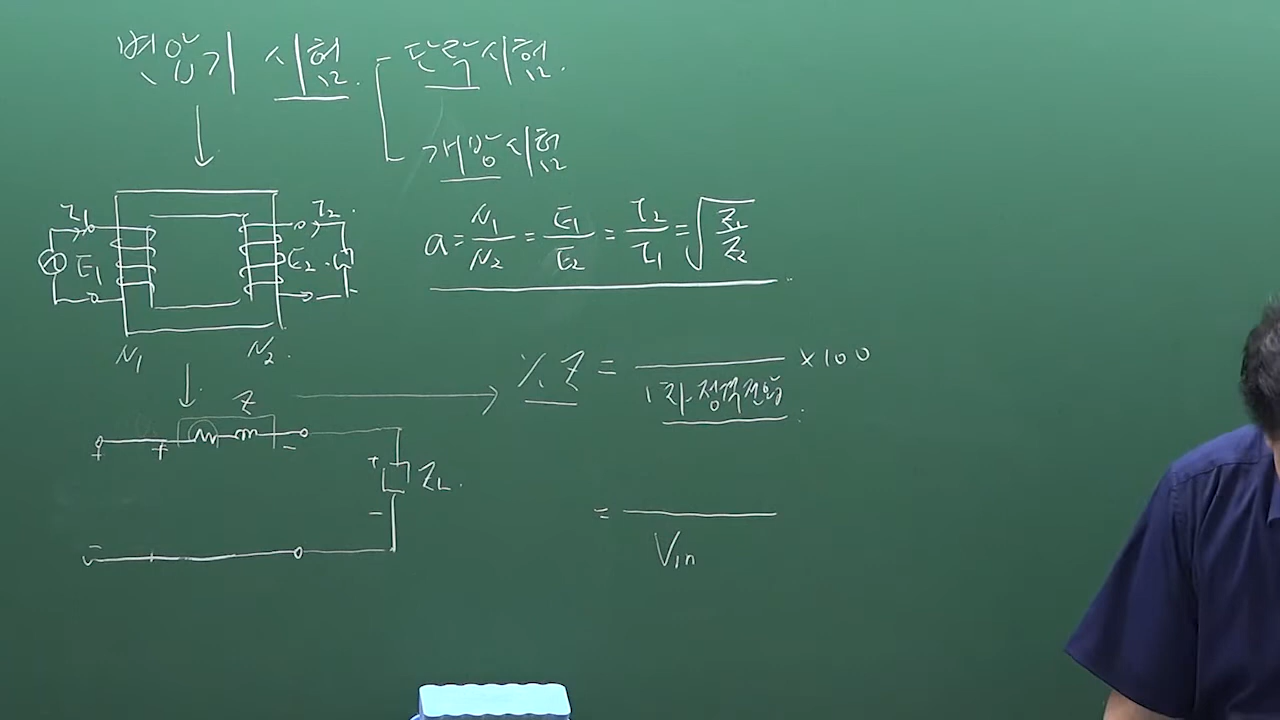 변압기 시험
단락시험
개방시험
I1 I2
E1 E2
N1 N2
a = N1/N2 = E1/E2 = I2/I1 = √(Z1/Z2)
%Z = ―― × 100
1차 정격전압
Z
+ + −
+ ZL
−
−
= ――
Vin